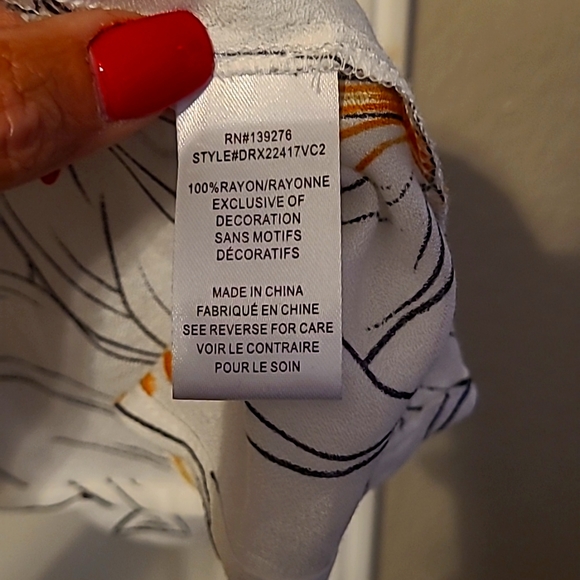 RN#139276
STYLE#DRX22417VC2
100%RAYON/RAYONNE
EXCLUSIVE OF
DECORATION
SANS MOTIFS
DÉCORATIFS
MADE IN CHINA
FABRIQUÉ EN CHINE
SEE REVERSE FOR CARE
VOIR LE CONTRAIRE
POUR LE SOIN